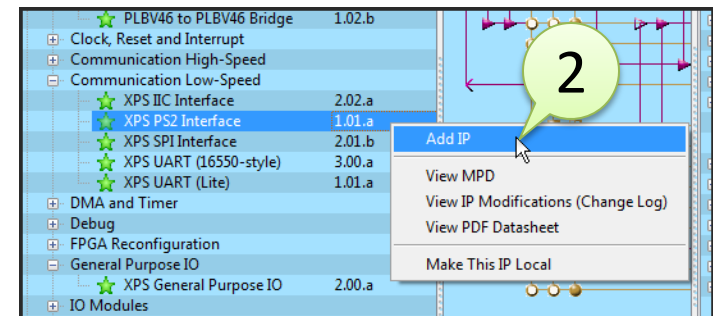 PLBV46 to PLBV46 Bridge 1.02.b
Clock, Reset and Interrupt
Communication High-Speed
Communication Low-Speed
XPS IIC Interface 2.02.a
XPS PS2 Interface 1.01.a
XPS SPI Interface 2.01.b
XPS UART (16550-style) 3.00.a
XPS UART (Lite) 1.01.a
DMA and Timer
Debug
FPGA Reconfiguration
General Purpose IO
XPS General Purpose IO 2.00.a
IO Modules
2
Add IP
View MPD
View IP Modifications (Change Log)
View PDF Datasheet
Make This IP Local